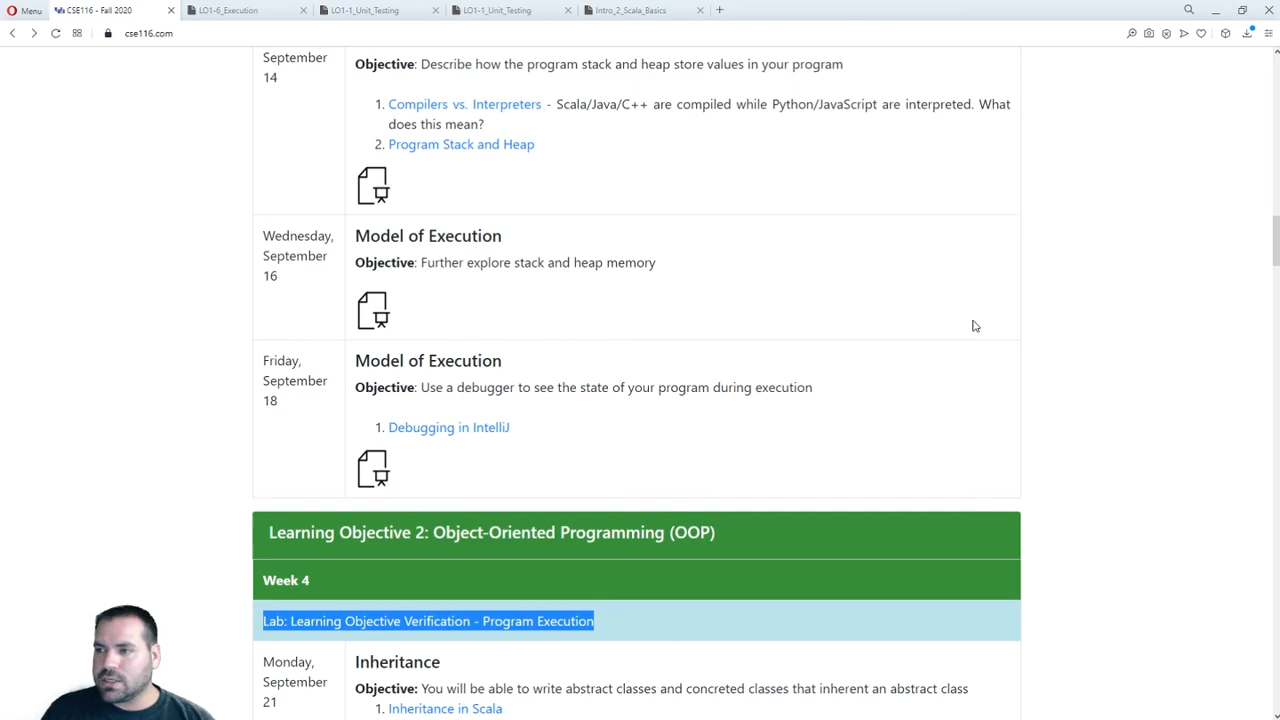 Menu
CSE116 - Fall 2020
LO1-6_Execution
LO1-1_Unit_Testing
LO1-1_Unit_Testing
Intro_2_Scala_Basics
cse116.com
September
14
Objective: Describe how the program stack and heap store values in your program
1. Compilers vs. Interpreters - Scala/Java/C++ are compiled while Python/JavaScript are interpreted. What
does this mean?
2. Program Stack and Heap
Wednesday,
September
16
Model of Execution
Objective: Further explore stack and heap memory
Friday,
September
18
Model of Execution
Objective: Use a debugger to see the state of your program during execution
1. Debugging in IntelliJ
Learning Objective 2: Object-Oriented Programming (OOP)
Week 4
Lab: Learning Objective Verification - Program Execution
Monday,
September
21
Inheritance
Objective: You will be able to write abstract classes and concreted classes that inherent an abstract class
1. Inheritance in Scala